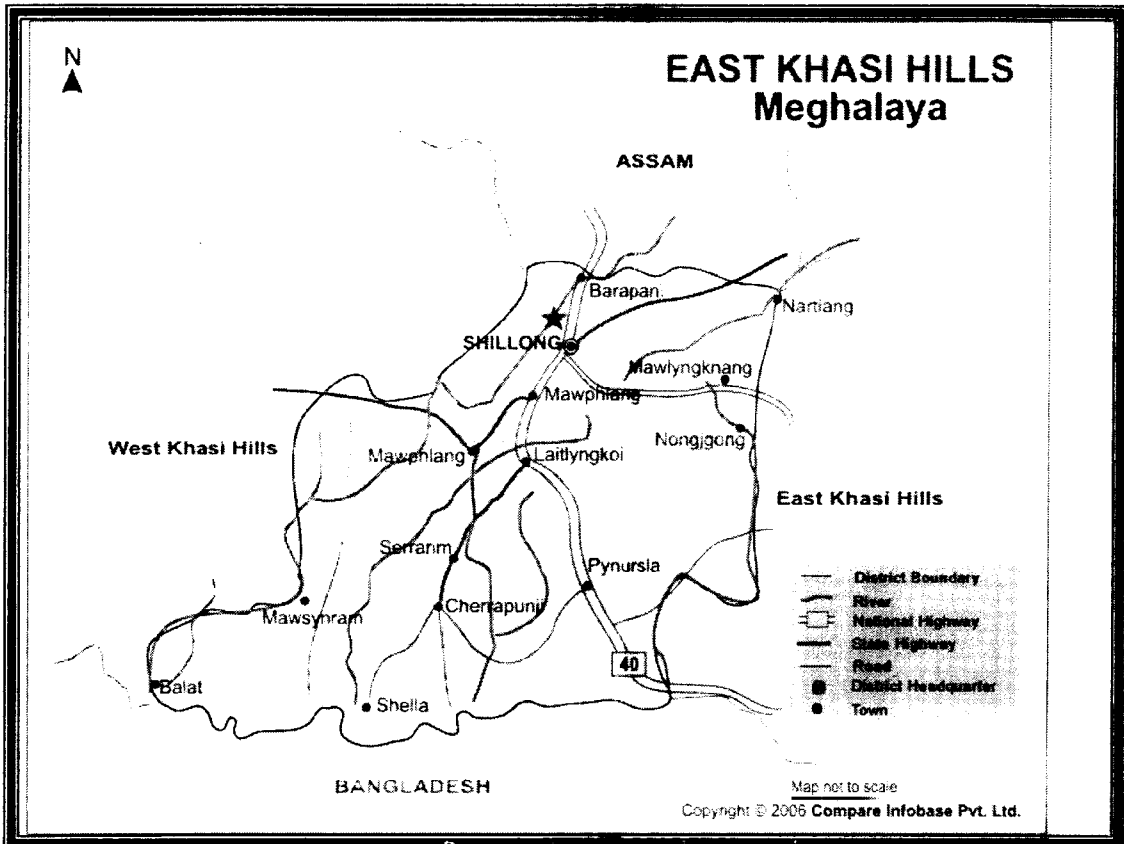 N
EAST KHASI HILLS
Meghalaya
ASSAM
Barapani
Nartiang
SHILLONG
Mawlyngknang
Mawphlang
West Khasi Hills
Mawphlang
Nongjgong
Laitlyngkoi
East Khasi Hills
Serrarim
Pynursla
Cherrapunji
Mawsynram
40
Balat
Shella
District Boundary
River
National Highway
State Highway
Road
District Headquarter
Town
BANGLADESH
Map not to scale
Copyright © 2006 Compare Infobase Pvt. Ltd.